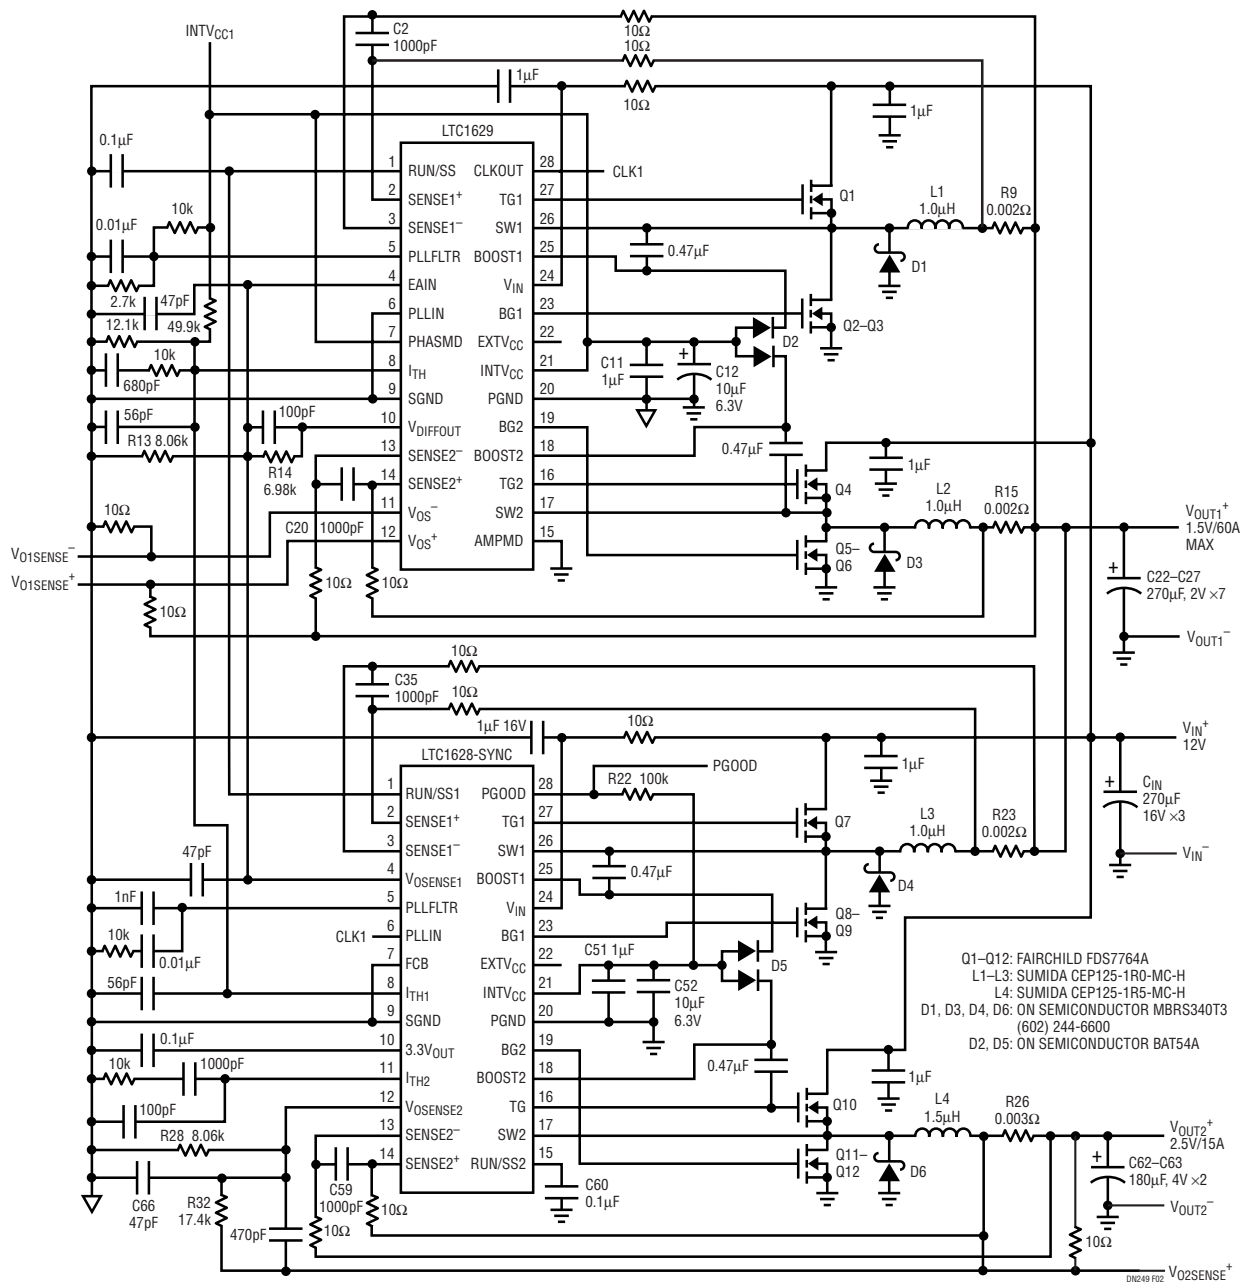 INTVCC1
C2
1000pF
10Ω
10Ω
1µF
10Ω
1µF
LTC1629
0.1µF
1 RUN/SS CLKOUT 28 CLK1
2 SENSE1+ TG1 27 Q1
L1
1.0µH
R9
0.002Ω
10k
3 SENSE1– SW1 26
0.01µF
0.47µF
5 PLLFLTR BOOST1 25
D1
4 EAIN VIN 24
2.7k
47pF
6 PLLIN BG1 23
Q2–Q3
12.1k
49.9k
7 PHASMD EXTVCC 22
D2
10k
680pF
8 ITH INTVCC 21
C11
1µF
C12
10µF
6.3V
9 SGND PGND 20
56pF
100pF
10 VDIFFOUT BG2 19
R13 8.06k
R14
6.98k
13 SENSE2– BOOST2 18
0.47µF
1µF
14 SENSE2+ TG2 16
Q4
L2
1.0µH
R15
0.002Ω
10Ω
C20 1000pF
11 VOS– SW2 17
VOUT1+
1.5V/60A
MAX
12 VOS+ AMPMD 15
Q5–
Q6
D3
VO1SENSE–
VO1SENSE+
10Ω
10Ω
10Ω
C22–C27
270µF, 2V ×7
VOUT1–
10Ω
C35
1000pF
10Ω
1µF 16V
10Ω
VIN+
12V
LTC1628-SYNC
1µF
PGOOD
1 RUN/SS1 PGOOD 28
R22 100k
CIN
270µF
16V ×3
2 SENSE1+ TG1 27
Q7
L3
1.0µH
R23
0.002Ω
3 SENSE1– SW1 26
VIN–
47pF
4 VOSENSE1 BOOST1 25
0.47µF
D4
1nF
5 PLLFLTR VIN 24
10k
0.01µF
CLK1
6 PLLIN BG1 23
Q8–
Q9
7 FCB EXTVCC 22
C51 1µF
D5
56pF
8 ITH1 INTVCC 21
C52
10µF
6.3V
9 SGND PGND 20
Q1–Q12: FAIRCHILD FDS7764A
L1–L3: SUMIDA CEP125-1R0-MC-H
L4: SUMIDA CEP125-1R5-MC-H
D1, D3, D4, D6: ON SEMICONDUCTOR MBRS340T3
(602) 244-6600
D2, D5: ON SEMICONDUCTOR BAT54A
0.1µF
10 3.3VOUT BG2 19
10k
1000pF
11 ITH2 BOOST2 18
0.47µF
1µF
100pF
12 VOSENSE2 TG 16
Q10
L4
1.5µH
R26
0.003Ω
R28 8.06k
13 SENSE2– SW2 17
VOUT2+
2.5V/15A
14 SENSE2+ RUN/SS2 15
Q11–
Q12
D6
C62–C63
180µF, 4V ×2
C66
47pF
R32
17.4k
470pF
C59
1000pF
10Ω
10Ω
C60
0.1µF
VOUT2–
10Ω
VO2SENSE+
DN249 F02